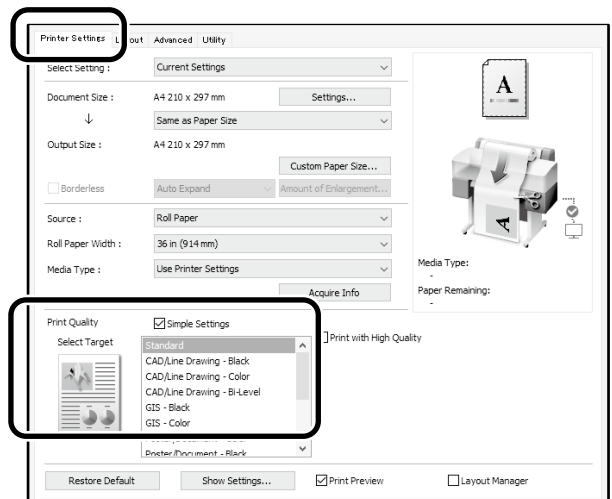 Printer Settings Layout Advanced Utility
Select Setting : Current Settings
Document Size : A4 210 x 297 mm Settings...
↓ Same as Paper Size
Output Size : A4 210 x 297 mm
Custom Paper Size...
Borderless Auto Expand Amount of Enlargement...
Source : Roll Paper
Roll Paper Width : 36 in (914 mm)
Media Type : Use Printer Settings
Acquire Info
A
A
Media Type:
-
Paper Remaining:
-
Print Quality Simple Settings
Select Target
Standard
Print with High Quality
CAD/Line Drawing - Black
CAD/Line Drawing - Color
CAD/Line Drawing - Bi-Level
GIS - Black
GIS - Color
Poster/Document - Black
Restore Default Show Settings... Print Preview Layout Manager